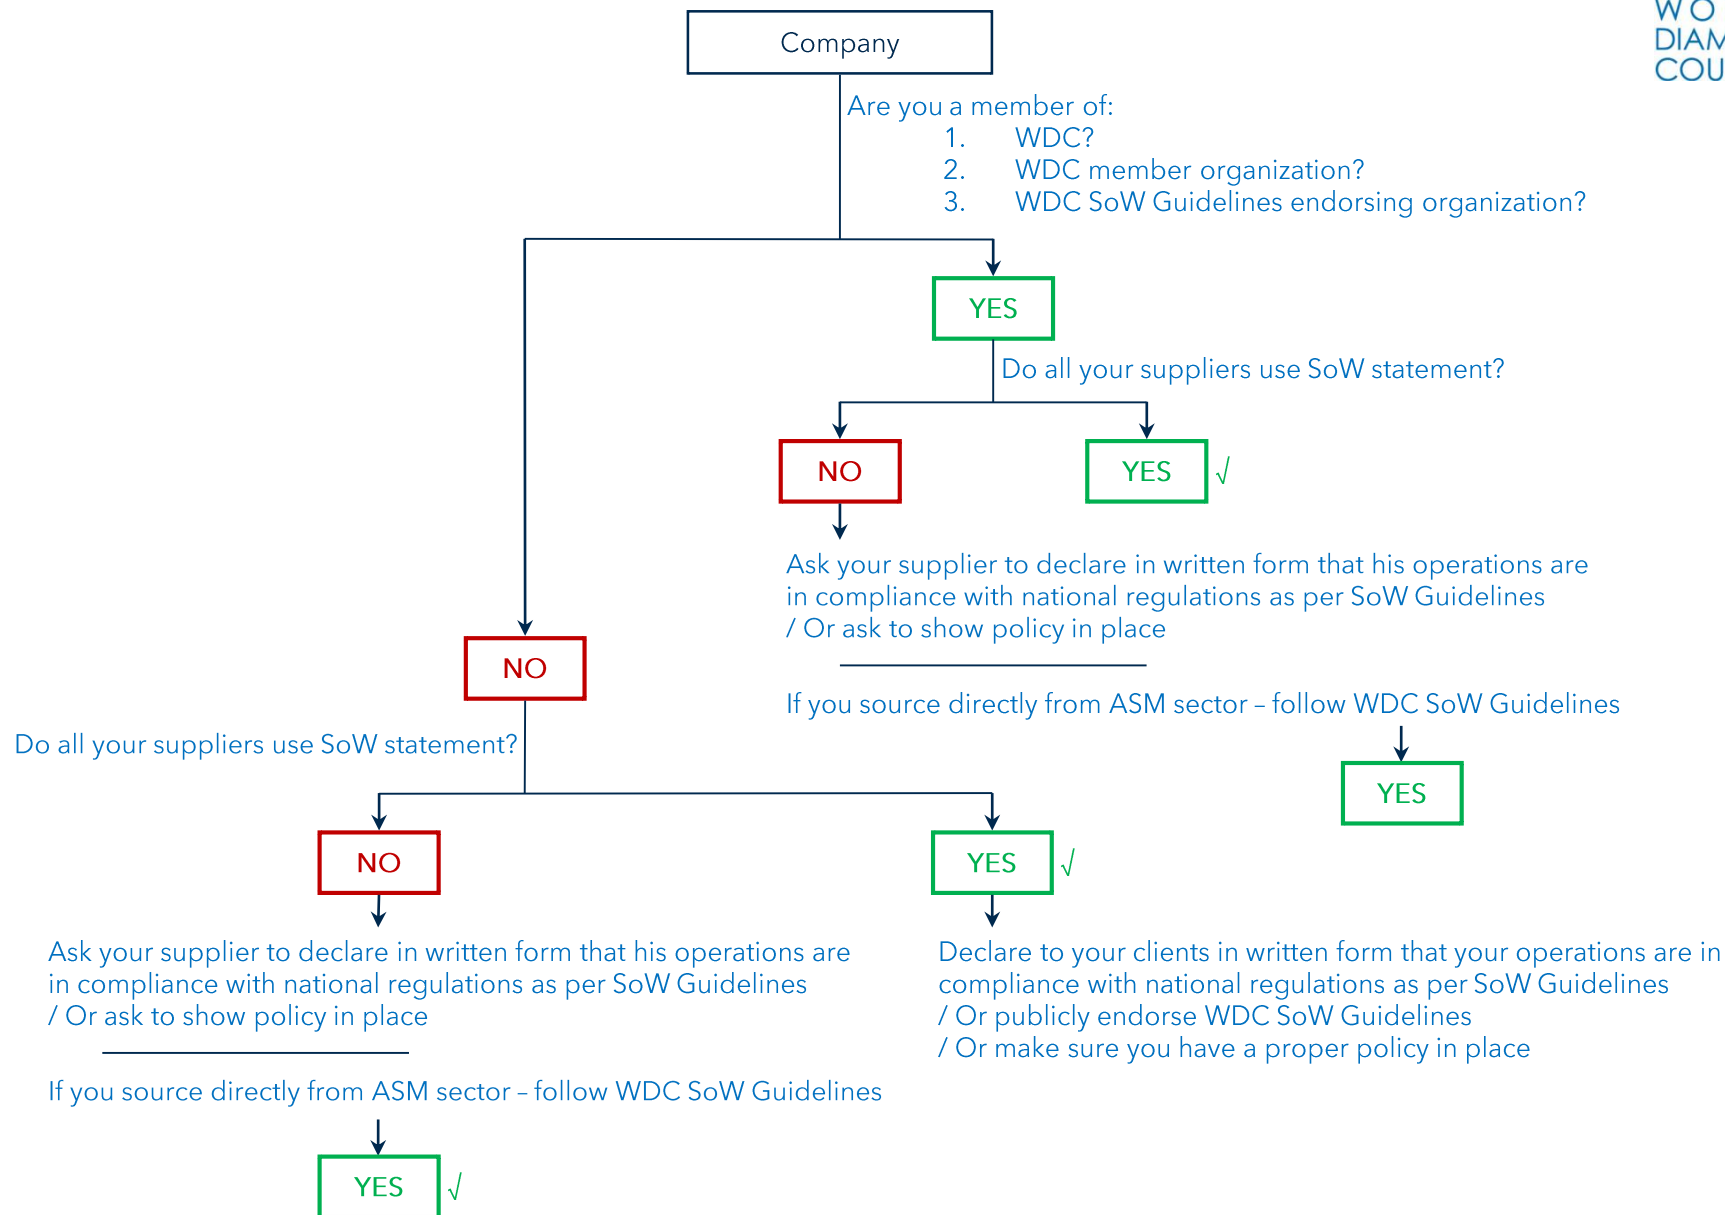 W O
DIAM
COU
Company
Are you a member of:
1. WDC?
2. WDC member organization?
3. WDC SoW Guidelines endorsing organization?
YES
Do all your suppliers use SoW statement?
NO
YES √
Ask your supplier to declare in written form that his operations are
in compliance with national regulations as per SoW Guidelines
/ Or ask to show policy in place
If you source directly from ASM sector – follow WDC SoW Guidelines
YES
NO
Do all your suppliers use SoW statement?
NO
YES √
Ask your supplier to declare in written form that his operations are
in compliance with national regulations as per SoW Guidelines
/ Or ask to show policy in place
If you source directly from ASM sector – follow WDC SoW Guidelines
YES √
Declare to your clients in written form that your operations are in
compliance with national regulations as per SoW Guidelines
/ Or publicly endorse WDC SoW Guidelines
/ Or make sure you have a proper policy in place